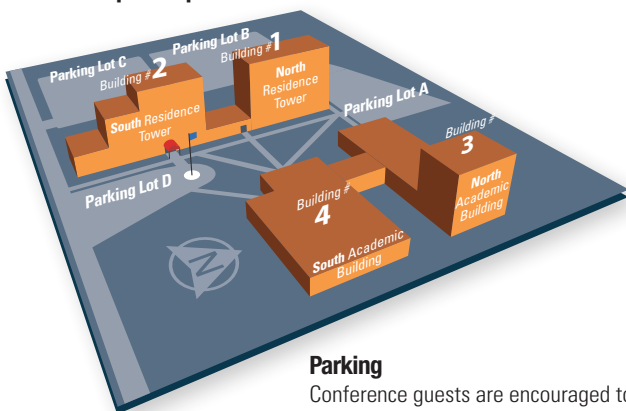 Parking Lot C
Parking Lot B
Building #2
Building #1
South Residence
Tower
North
Residence
Tower
Parking Lot A
Building #
3
North
Academic
Building
Parking Lot D
Building #
4
South Academic
Building
N
Parking
Conference guests are encouraged to